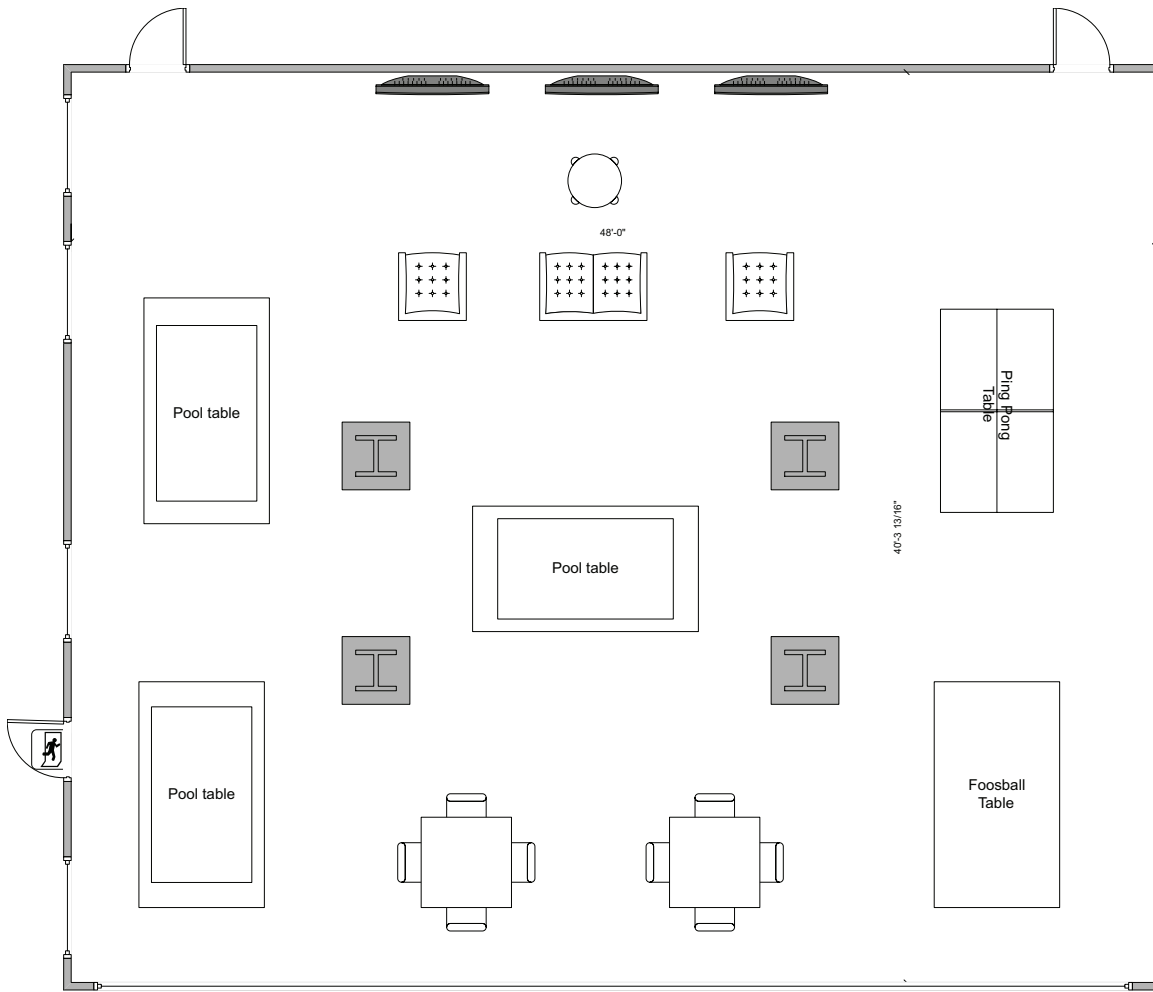 48'-0"
Pool table
Ping Pong
Table
40'-3 13/16"
Pool table
Pool table
Foosball
Table